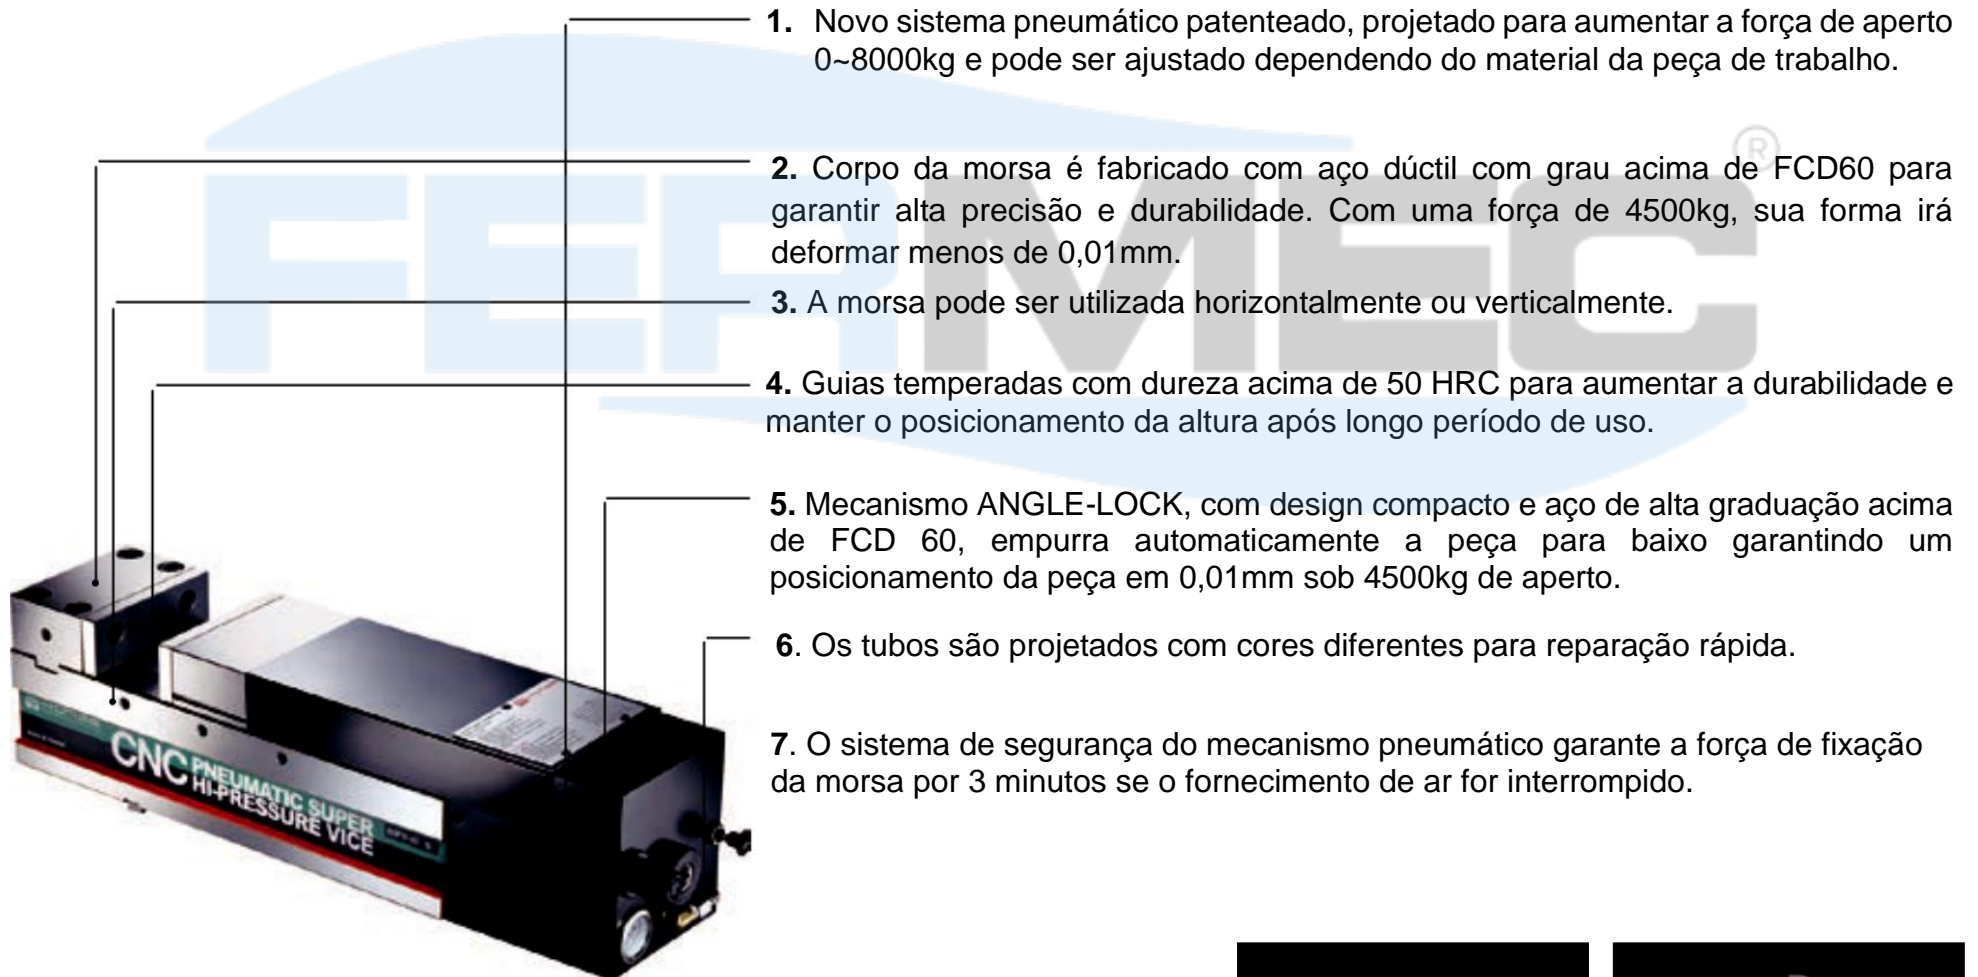 1. Novo sistema pneumático patenteado, projetado para aumentar a força de aperto
0~8000kg e pode ser ajustado dependendo do material da peça de trabalho.
®
FERMEC
2. Corpo da morsa é fabricado com aço dúctil com grau acima de FCD60 para
garantir alta precisão e durabilidade. Com uma força de 4500kg, sua forma irá
deformar menos de 0,01mm.
3. A morsa pode ser utilizada horizontalmente ou verticalmente.
4. Guias temperadas com dureza acima de 50 HRC para aumentar a durabilidade e
manter o posicionamento da altura após longo período de uso.
5. Mecanismo ANGLE-LOCK, com design compacto e aço de alta graduação acima
de FCD 60, empurra automaticamente a peça para baixo garantindo um
posicionamento da peça em 0,01mm sob 4500kg de aperto.
6. Os tubos são projetados com cores diferentes para reparação rápida.
7. O sistema de segurança do mecanismo pneumático garante a força de fixação
da morsa por 3 minutos se o fornecimento de ar for interrompido.
CNC PNEUMATIC SUPER
HI-PRESSURE VICE